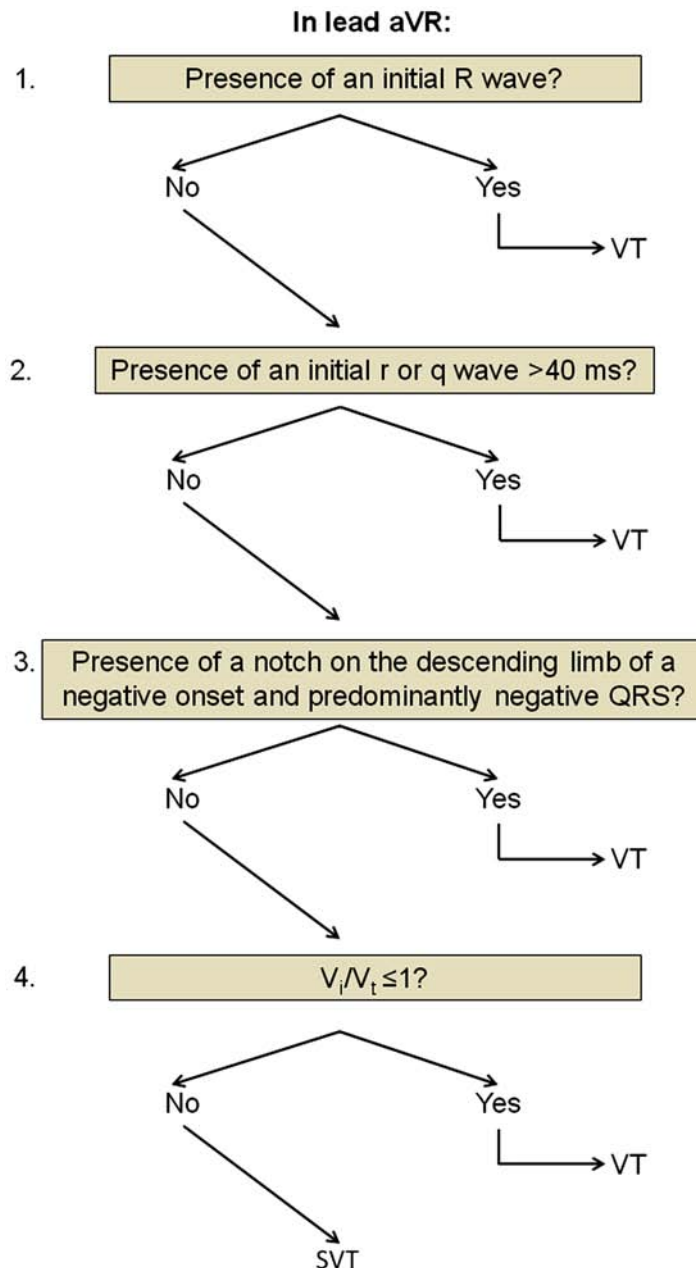 In lead aVR:
1. Presence of an initial R wave?
No Yes
VT
2. Presence of an initial r or q wave >40 ms?
No Yes
VT
3. Presence of a notch on the descending limb of a
negative onset and predominantly negative QRS?
No Yes
VT
4. Vi/Vt ≤1?
No Yes
VT
SVT